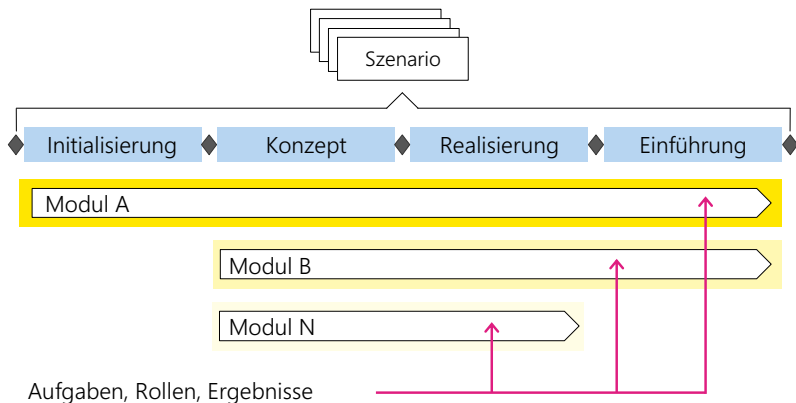 Szenario
Initialisierung
Konzept
Realisierung
Einführung
Modul A
Modul B
Modul N
Aufgaben, Rollen, Ergebnisse